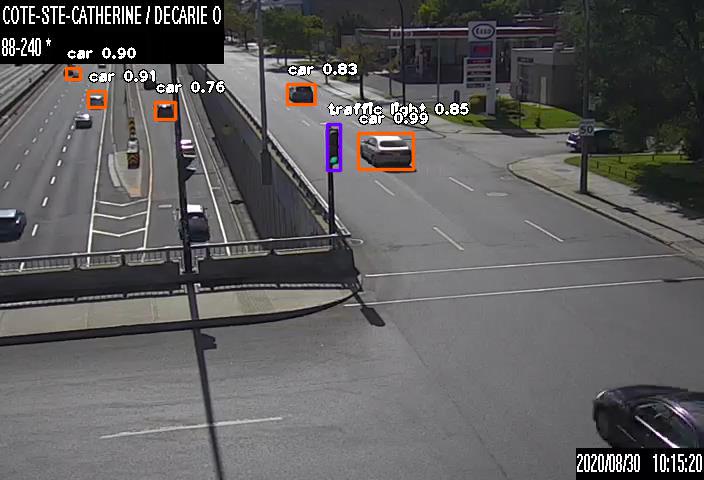 COTE-STE-CATHERINE / DECARIE O
88-240 *
car 0.90
car 0.91
car 0.76
car 0.83
traffic light 0.85
car 0.99
Esso
50
2020/08/30 10:15:20